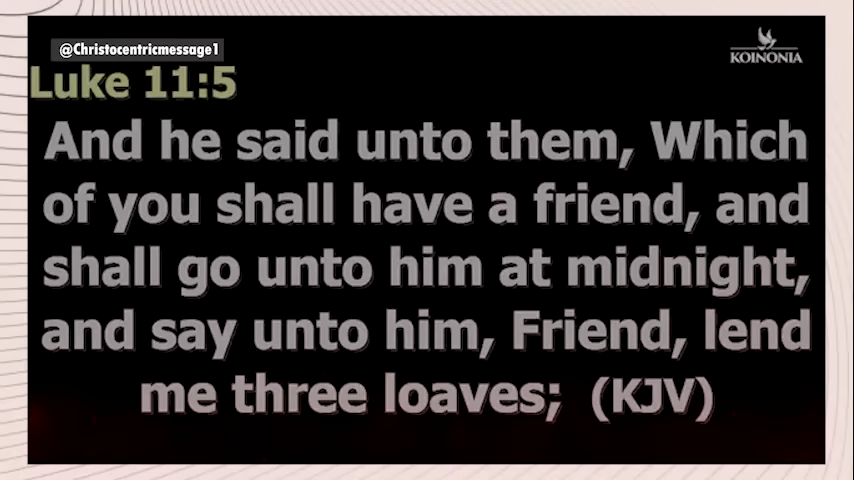 @Christocentricmessage1
KOINONIA
Luke 11:5
And he said unto them, Which
of you shall have a friend, and
shall go unto him at midnight,
and say unto him, Friend, lend
me three loaves; (KJV)